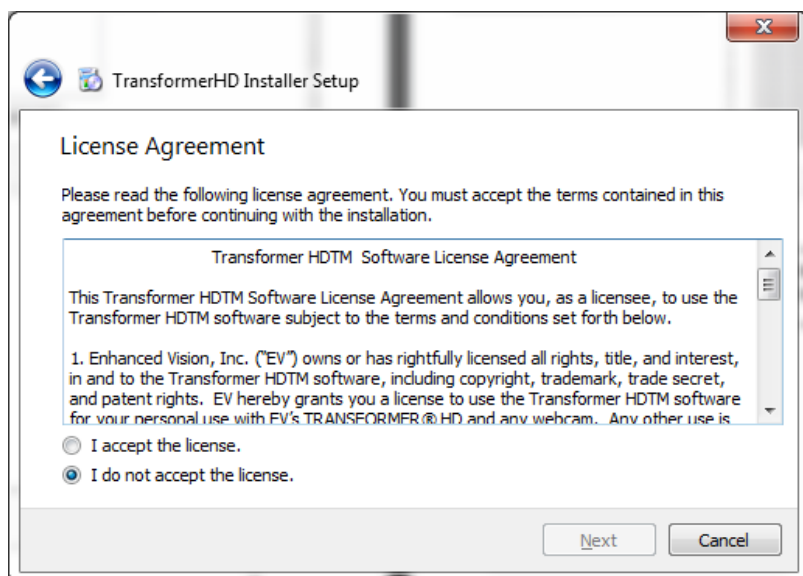 TransformerHD Installer Setup
License Agreement
Please read the following license agreement. You must accept the terms contained in this
agreement before continuing with the installation.
Transformer HDTM Software License Agreement
This Transformer HDTM Software License Agreement allows you, as a licensee, to use the
Transformer HDTM software subject to the terms and conditions set forth below.
1. Enhanced Vision, Inc. ("EV") owns or has rightfully licensed all rights, title, and interest,
in and to the Transformer HDTM software, including copyright, trademark, trade secret,
and patent rights. EV hereby grants you a license to use the Transformer HDTM software
for your personal use with EV's TRANSFORMER® HD and any webcam. Any other use is
I accept the license.
I do not accept the license.
Next
Cancel